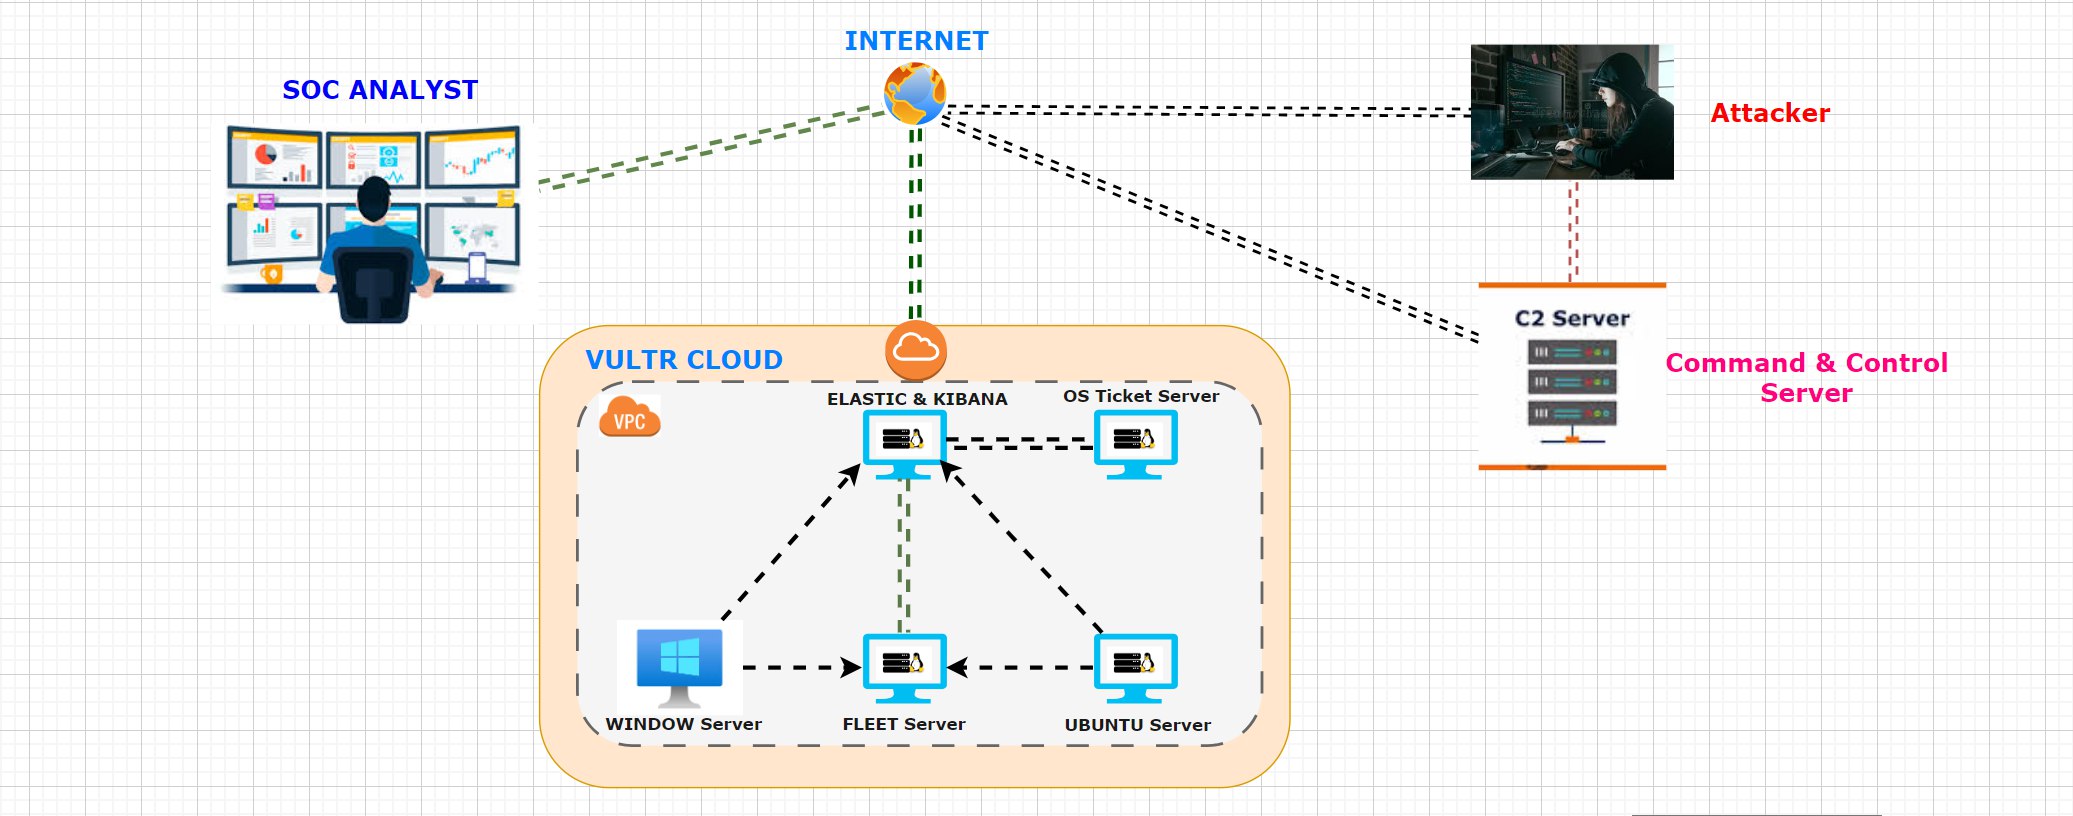 INTERNET
SOC ANALYST
Attacker
C2 Server
Command & Control
Server
VULTR CLOUD
VPC
ELASTIC & KIBANA
OS Ticket Server
WINDOW Server
FLEET Server
UBUNTU Server